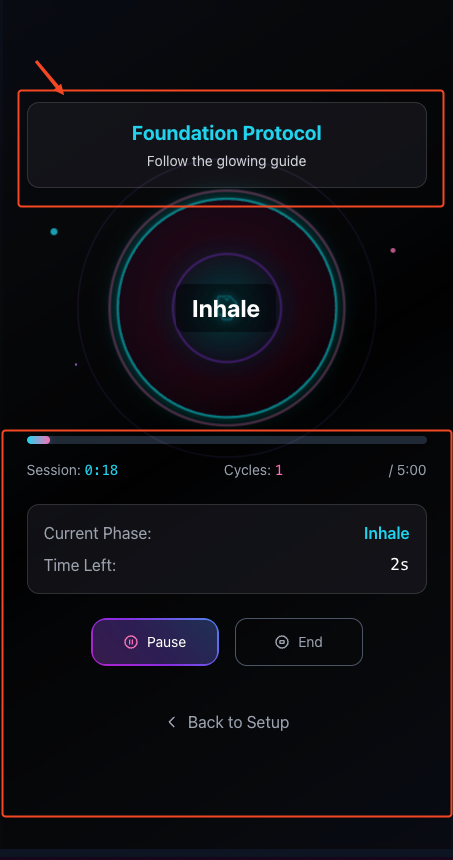 Foundation Protocol
Follow the glowing guide
Inhale
Session: 0:18 Cycles: 1 / 5:00
Current Phase: Inhale
Time Left: 2s
Pause End
Back to Setup